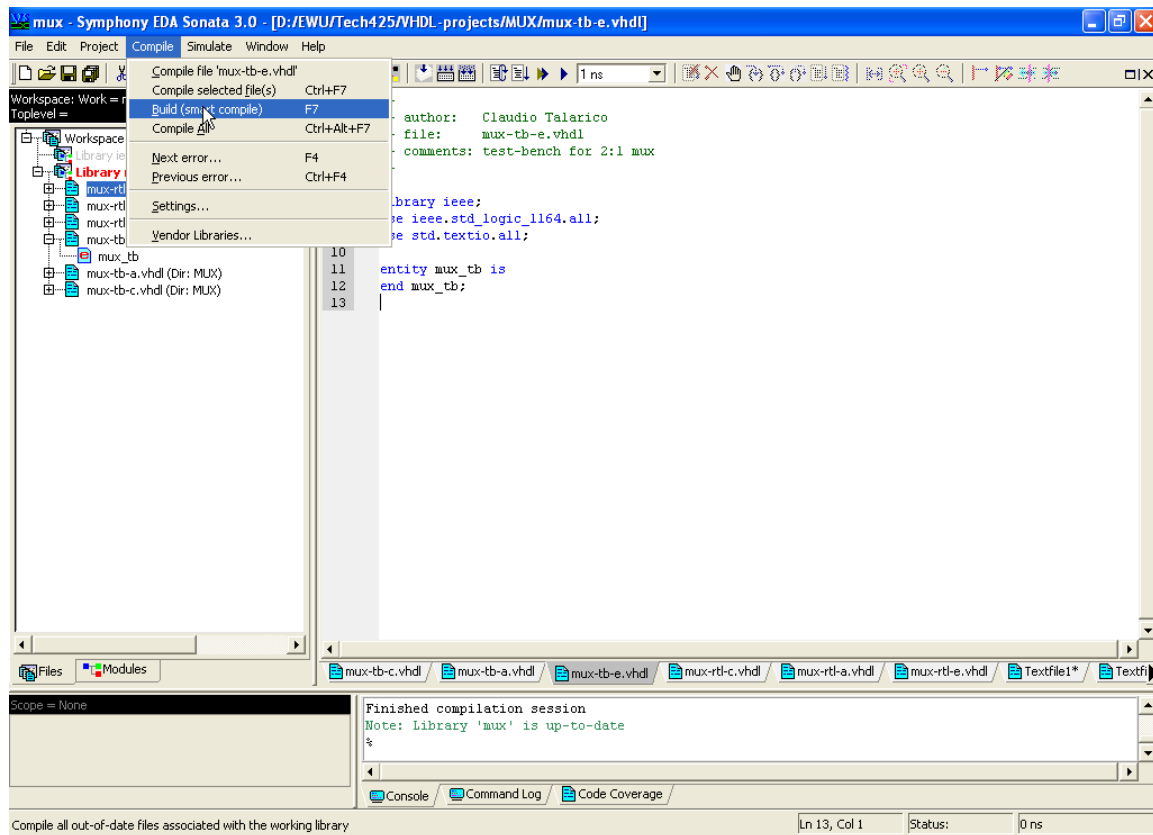 mux - Symphony EDA Sonata 3.0 - [D:/EWU/Tech425/VHDL-projects/MUX/mux-tb-e.vhdl]
File Edit Project Compile Simulate Window Help
1 ns
Compile file 'mux-tb-e.vhdl'
Compile selected file(s) Ctrl+F7
Build (smart compile) F7
Compile All Ctrl+Alt+F7
Next error... F4
Previous error... Ctrl+F4
Settings...
Vendor Libraries...
Workspace: Work = 
Toplevel =
Workspace
Library ie
Library
mux-rtl
mux-rtl
mux-rtl
mux-tb
mux_tb
mux-tb-a.vhdl (Dir: MUX)
mux-tb-c.vhdl (Dir: MUX)
Files Modules
- author: Claudio Talarico
- file: mux-tb-e.vhdl
- comments: test-bench for 2:1 mux
brary ieee;
e ieee.std_logic_1164.all;
e std.textio.all;
10
11 entity mux_tb is
12 end mux_tb;
13
mux-tb-c.vhdl mux-tb-a.vhdl mux-tb-e.vhdl mux-rtl-c.vhdl mux-rtl-a.vhdl mux-rtl-e.vhdl Textfile1* Textfi
Scope = None
Finished compilation session
Note: Library 'mux' is up-to-date
%
Console Command Log Code Coverage
Compile all out-of-date files associated with the working library Ln 13, Col 1 Status: 0 ns